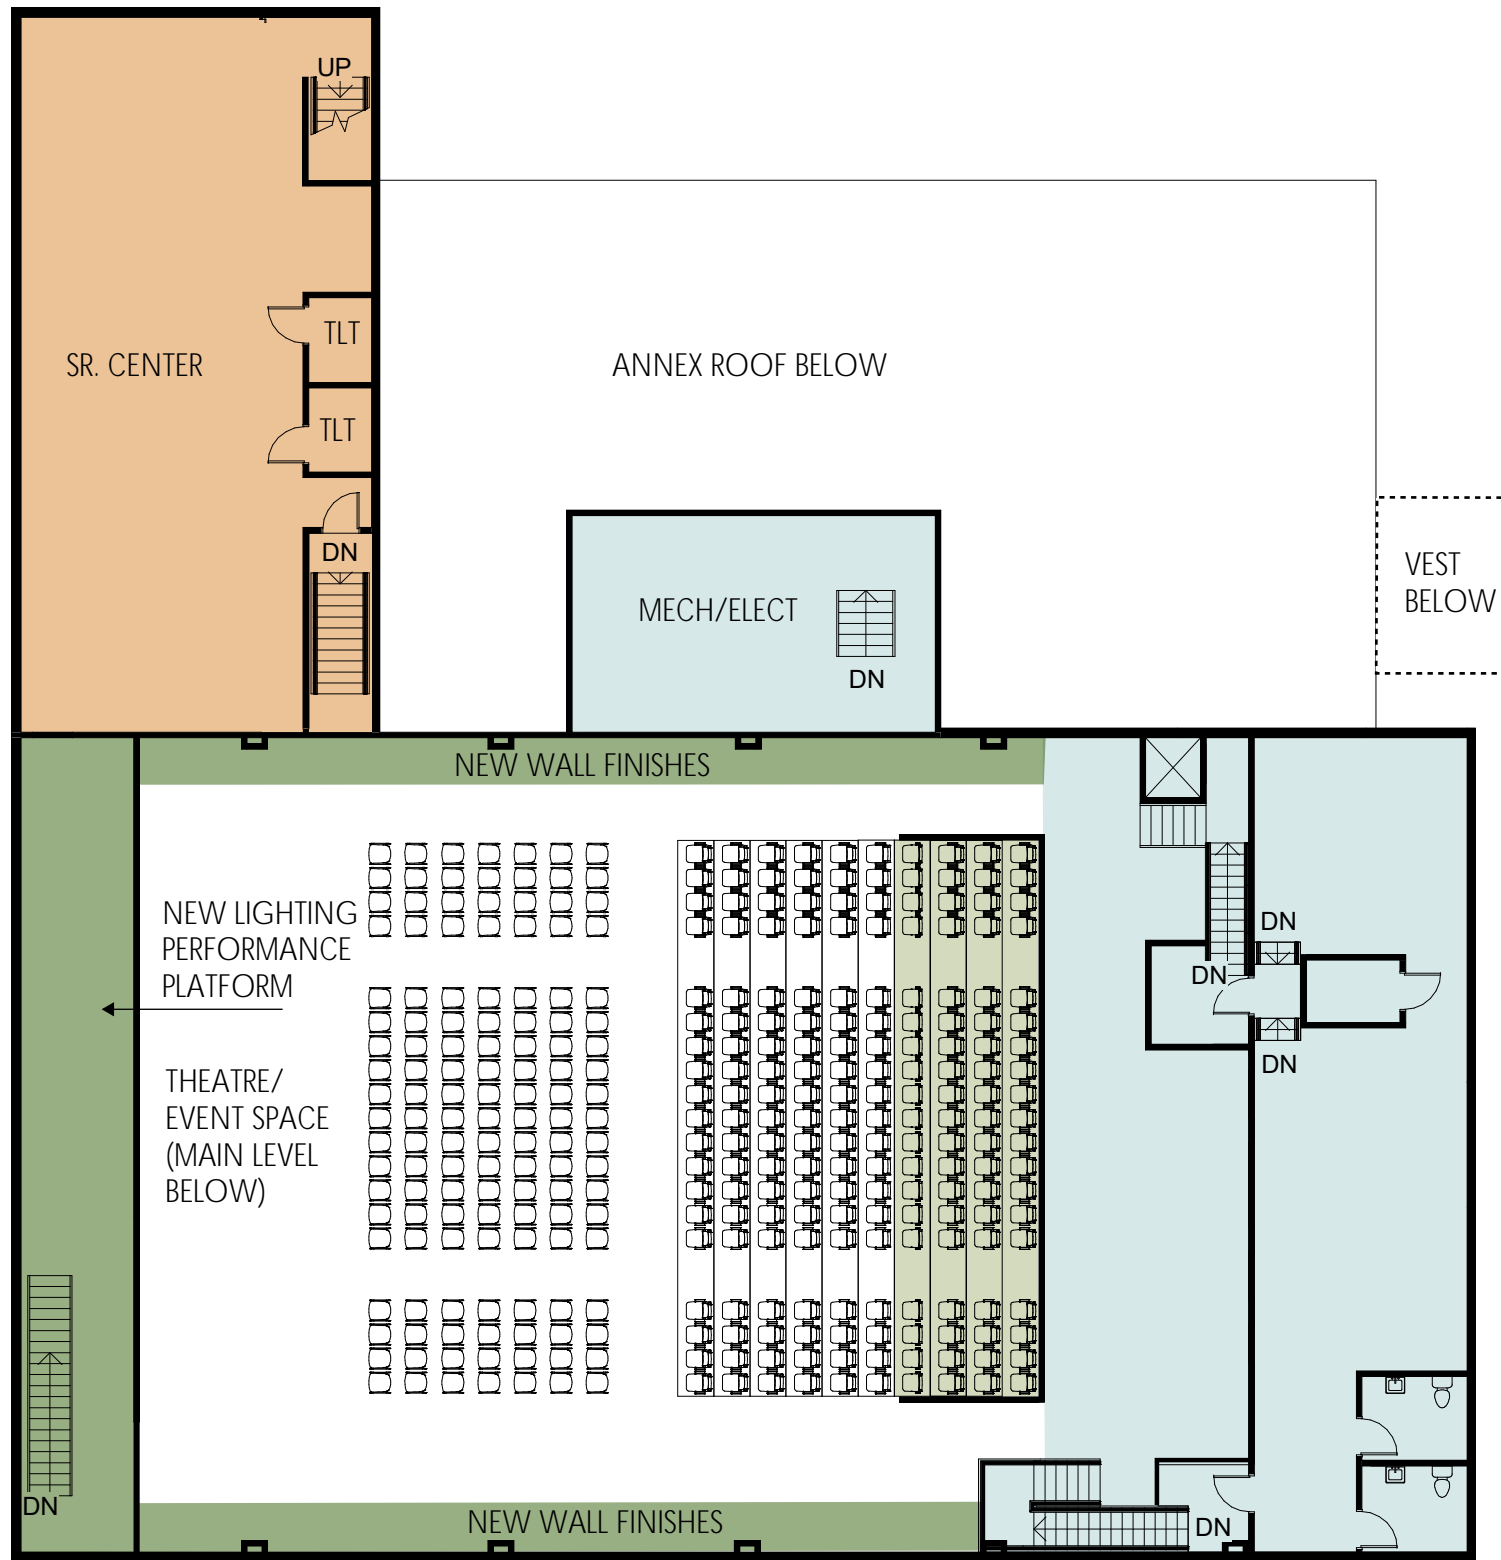 UP
TLT
SR. CENTER
ANNEX ROOF BELOW
TLT
DN
VEST
BELOW
MECH/ELECT
DN
NEW WALL FINISHES
NEW LIGHTING
PERFORMANCE
PLATFORM
DN
DN
DN
THEATRE/
EVENT SPACE
(MAIN LEVEL
BELOW)
DN
NEW WALL FINISHES
DN